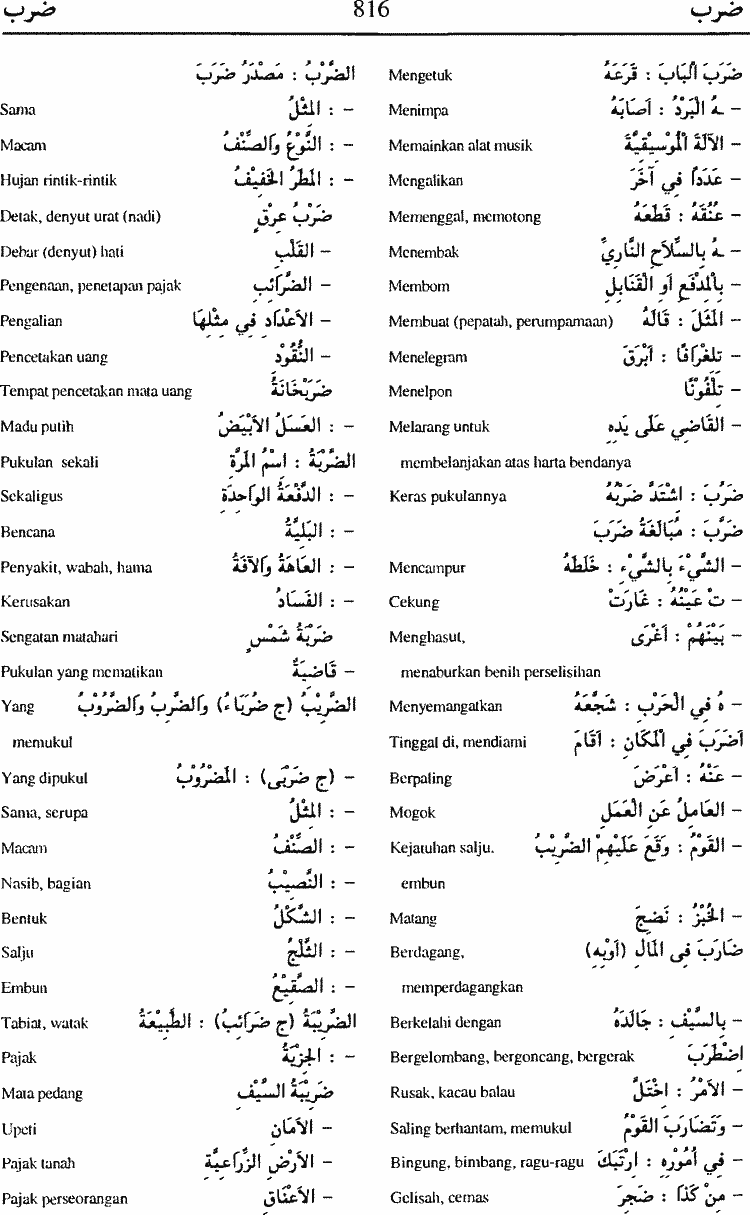 ضرب 816 ضرب
ضَرَبَ الْبَابَ : قَرَعَهُ Mengetuk
– ـهُ الْبَرْدُ : أَصَابَهُ Menimpa
– الآلَةَ الْمُوسِيْقِيَّةَ Memainkan alat musik
– عَدَداً فِي آخَرَ Mengalikan
– عُنُقَهُ : قَطَعَهُ Memenggal, memotong
– ـهُ بِالسِّلاَحِ النَّارِيِّ Menembak
– بِالْمِدْفَعِ أَوِ الْقَنَابِلِ Membom
– الْمَثَلَ : قَالَهُ Membuat (pepatah, perumpamaan)
– تِلِغْرَافًا : أَبْرَقَ Menelegram
– تِلِفُوْنًا Menelpon
– الْقَاضِي عَلَى يَدِهِ Melarang untuk
membelanjakan atas harta bendanya
ضَرُبَ : اشْتَدَّ ضَرْبُهُ Keras pukulannya
ضَرَّبَ : مُبَالَغَةُ ضَرَبَ
– الشَّيْءَ بِالشَّيْءِ : خَلَطَهُ Mencampur
– تْ عَيْنُهُ : غَارَتْ Cekung
– بَيْنَهُمْ : أَغْرَى Menghasut,
menaburkan benih perselisihan
– هُ فِي الْحَرْبِ : شَجَّعَهُ Menyemangatkan
أَضْرَبَ فِي الْمَكَانِ : أَقَامَ Tinggal di, mendiami
– عَنْهُ : أَعْرَضَ Berpaling
– الْعَامِلُ عَنِ الْعَمَلِ Mogok
– الْقَوْمُ : وَقَعَ عَلَيْهِمُ الضَّرِيْبُ Kejatuhan salju.
embun
– الْخُبْزُ : نَضِجَ Matang
ضَارَبَ فِي الْمَالِ (أَوْبِهِ) Berdagang,
memperdagangkan
– بِالسَّيْفِ : جَالَدَهُ Berkelahi dengan
اضْطَرَبَ Bergelombang, bergoncang, bergerak
– الأَمْرُ : اخْتَلَّ Rusak, kacau balau
– وَتَضَارَبَ الْقَوْمُ Saling berhantam, memukul
– فِي أُمُوْرِهِ : ارْتَبَكَ Bingung, bimbang, ragu-ragu
– مِنْ كَذَا : ضَجِرَ Gelisah, cemas
الضَّرْبُ : مَصْدَرُ ضَرَبَ
– : الْمِثْلُ Sama
– : النَّوْعُ وَالصِّنْفُ Macam
– : الْمَطَرُ الْخَفِيْفُ Hujan rintik-rintik
ضَرْبُ عِرْقٍ Detak, denyut urat (nadi)
– القَلْبِ Debar (denyut) hati
– الضَّرَائِبِ Pengenaan, penetapan pajak
– الأَعْدَادِ فِي مِثْلِهَا Pengalian
– النُّقُوْدِ Pencetakan uang
ضَرْبَخَانَةُ Tempat pencetakan mata uang
– : العَسَلُ الأَبْيَضُ Madu putih
الضَّرْبَةُ : اسْمُ الْمَرَّةِ Pukulan sekali
– : الدَّفْعَةُ الوَاحِدَةُ Sekaligus
– : البَلِيَّةُ Bencana
– : العَاهَةُ وَالآفَةُ Penyakit, wabah, hama
– : الفَسَادُ Kerusakan
ضَرْبَةُ شَمْسٍ Sengatan matahari
– قَاضِيَةٌ Pukulan yang mematikan
الضَّرِيْبُ (ج ضُرَبَاءُ) وَالضَّرِبُ وَالضَّرُوْبُ Yang
memukul
– (ج ضَرْبَى) : الْمَضْرُوْبُ Yang dipukul
– : الْمِثْلُ Sama, serupa
– : الصِّنْفُ Macam
– : النَّصِيْبُ Nasib, bagian
– : الشَّكْلُ Bentuk
– : الثَّلْجُ Salju
– : الصَّقِيْعُ Embun
الضَّرِيْبَةُ (ج ضَرَائِبُ) : الطَّبِيْعَةُ Tabiat, watak
– : الْجِزْيَةُ Pajak
ضَرِيْبَةُ السَّيْفِ Mata pedang
– الأَمَانِ Upeti
– الأَرْضِ الزِّرَاعِيَّةِ Pajak tanah
– الأَعْنَاقِ Pajak perseorangan